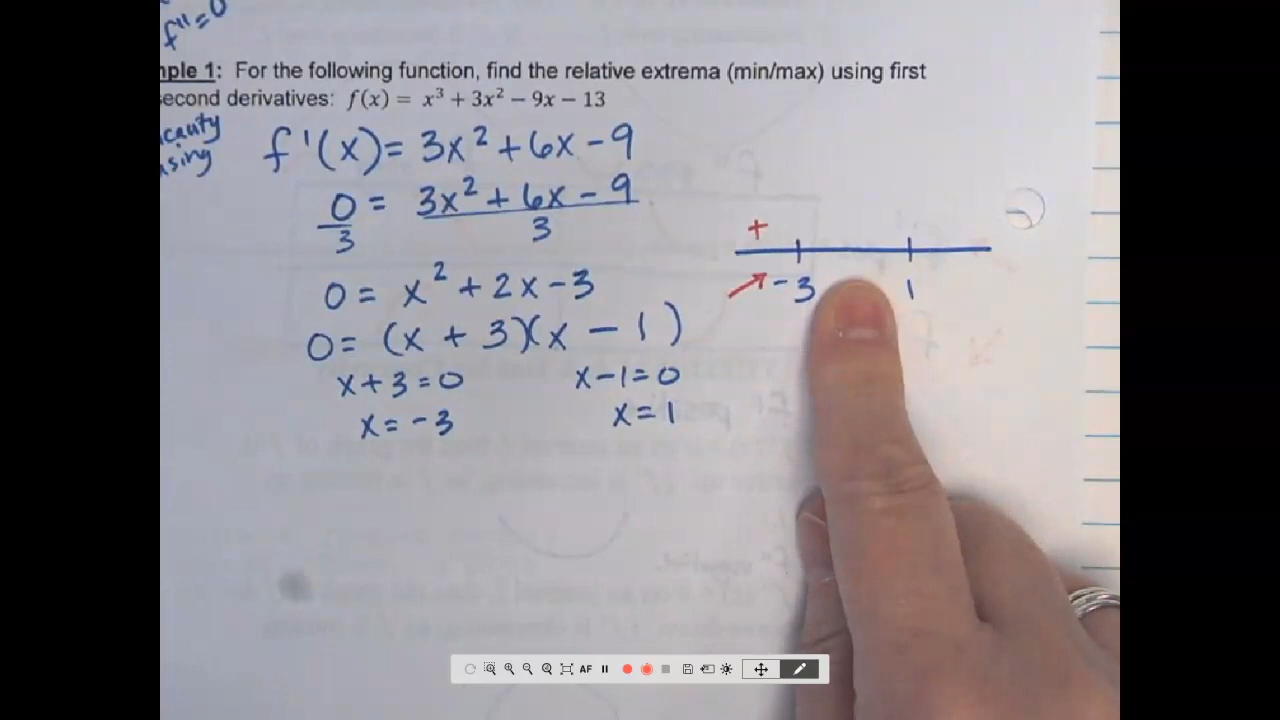 f''=0
mple 1: For the following function, find the relative extrema (min/max) using first
second derivatives: f(x) = x³ + 3x² − 9x − 13
cavity
using
f'(x) = 3x² + 6x - 9
0/3 = 3x² + 6x - 9 / 3
0 = x² + 2x - 3
0 = (x + 3)(x - 1)
x + 3 = 0 x - 1 = 0
x = -3 x = 1
+
-3 1
AF